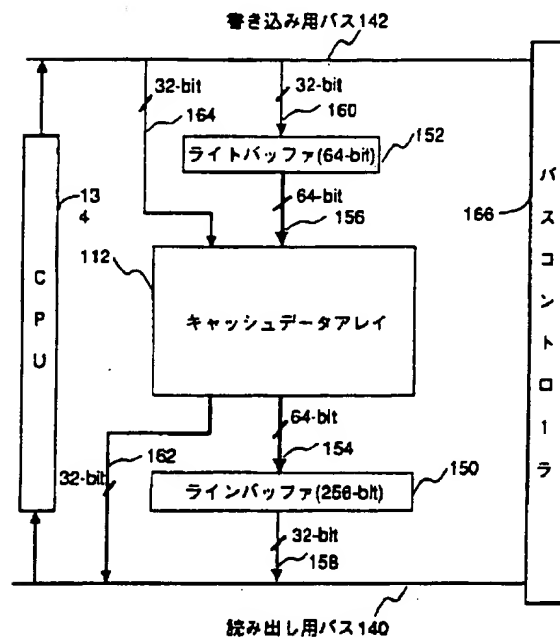 書き込み用バス142
32-bit
164
32-bit
160
ライトバッファ(64-bit)
152
64-bit
156
13
4
166
112
CPU
キャッシュデータアレイ
バスコントローラ
64-bit
154
162
32-bit
ラインバッファ(256-bit)
150
32-bit
158
読み出し用バス140